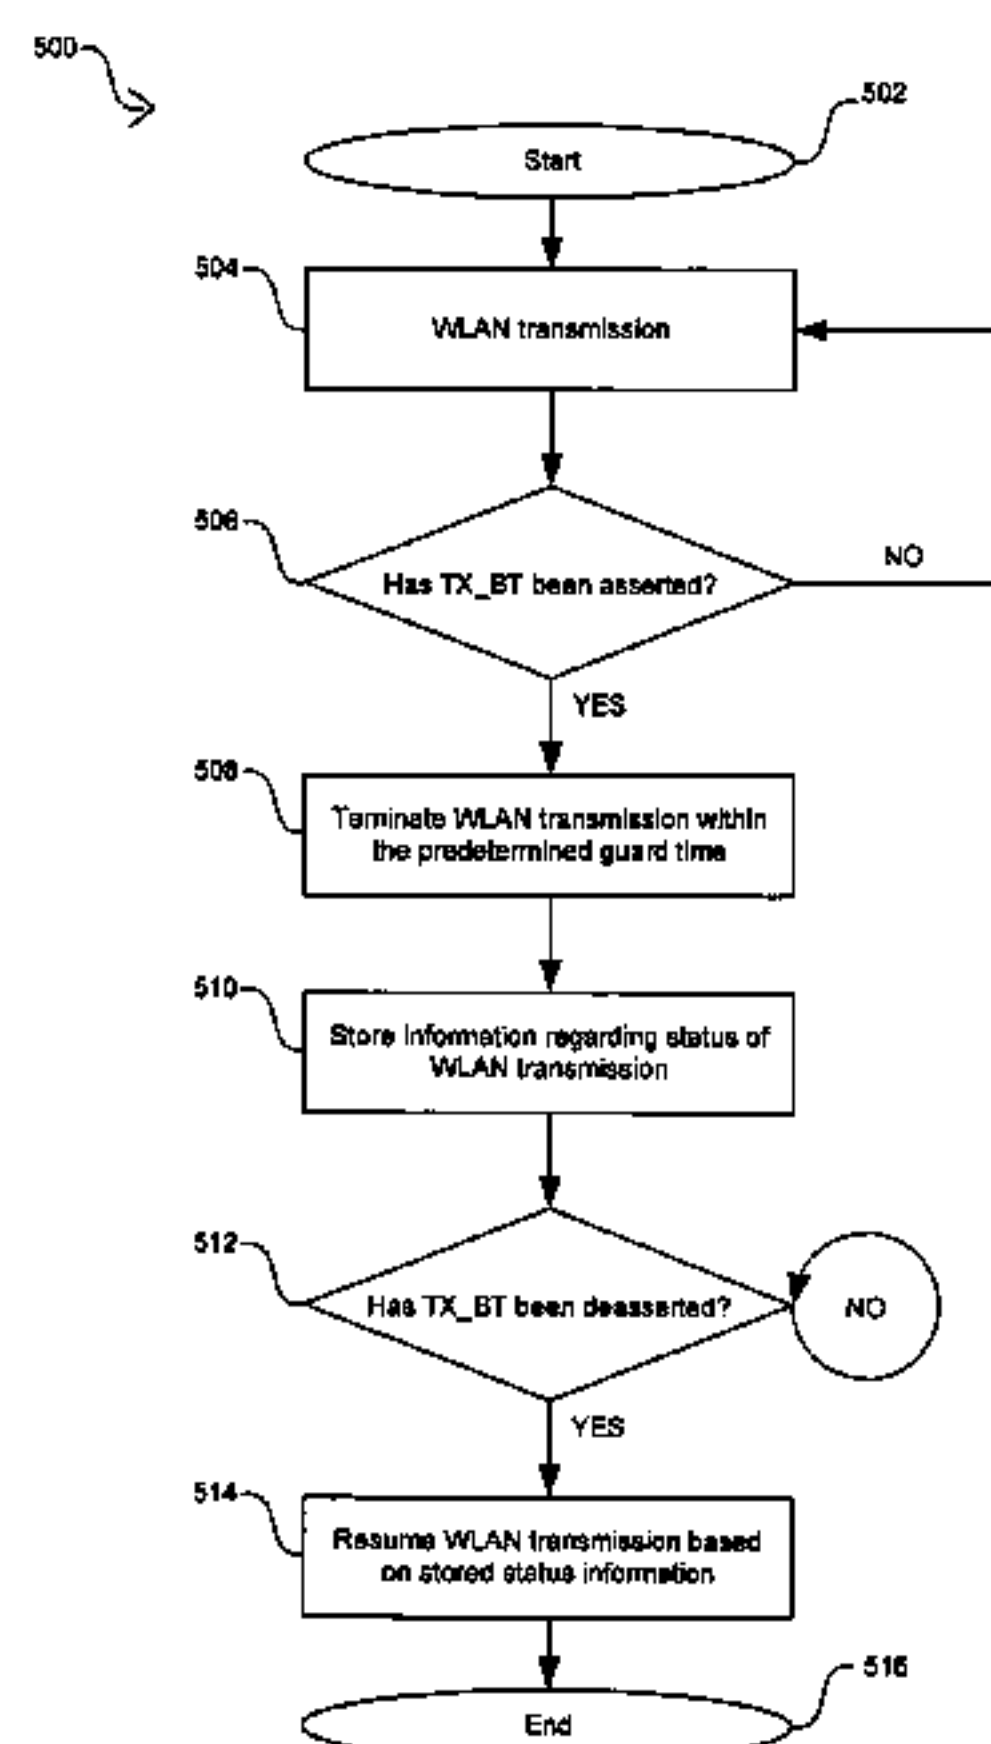 500
502
Start
504
WLAN transmission
506
Has TX_BT been asserted?
NO
YES
508
Teminate WLAN transmission within
the predetermined guard time
510
Store Information regarding status of
WLAN transmission
512
Has TX_BT been deasserted?
NO
YES
514
Resume WLAN transmission based
on stored status information
516
End